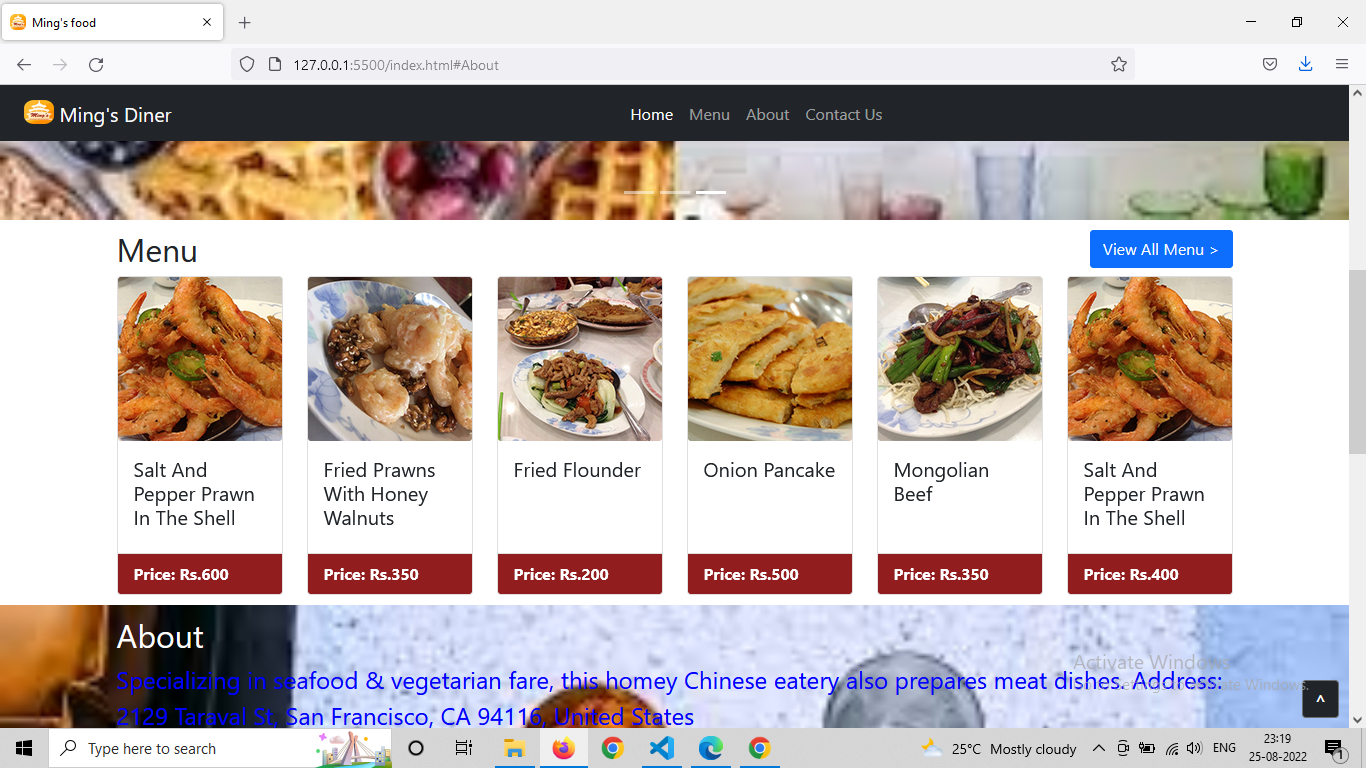 Ming's food
127.0.0.1:5500/index.html#About
Ming's
Ming's Diner
Home Menu About Contact Us
Menu
View All Menu >
Salt And
Pepper Prawn
In The Shell
Price: Rs.600
Fried Prawns
With Honey
Walnuts
Price: Rs.350
Fried Flounder
Price: Rs.200
Onion Pancake
Price: Rs.500
Mongolian
Beef
Price: Rs.350
Salt And
Pepper Prawn
In The Shell
Price: Rs.400
About
Specializing in seafood & vegetarian fare, this homey Chinese eatery also prepares meat dishes. Address:
2129 Taraval St, San Francisco, CA 94116, United States
Activate Windows
Windows.
^
Type here to search
25°C Mostly cloudy
ENG
23:19
25-08-2022
1